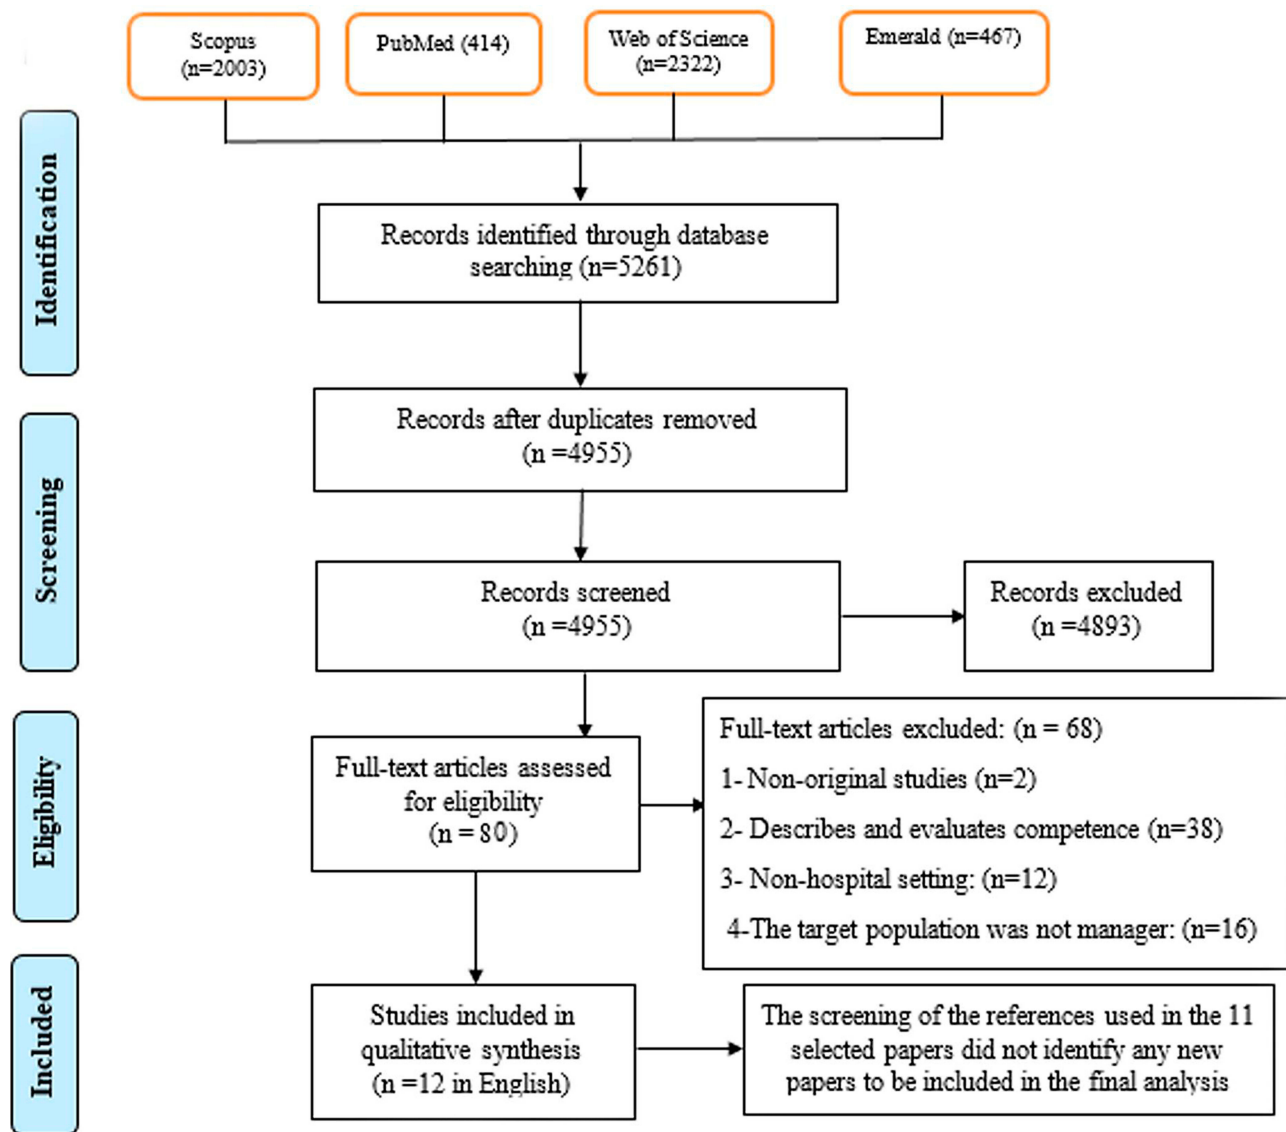 Scopus
(n=2003)
PubMed (414)
Web of Science
(n=2322)
Emerald (n=467)
Identification
Records identified through database
searching (n=5261)
Records after duplicates removed
(n =4955)
Screening
Records screened
(n =4955)
Records excluded
(n =4893)
Eligibility
Full-text articles assessed
for eligibility
(n = 80)
Full-text articles excluded: (n = 68)
1- Non-original studies (n=2)
2- Describes and evaluates competence (n=38)
3- Non-hospital setting: (n=12)
4-The target population was not manager: (n=16)
Included
Studies included in
qualitative synthesis
(n =12 in English)
The screening of the references used in the 11
selected papers did not identify any new
papers to be included in the final analysis